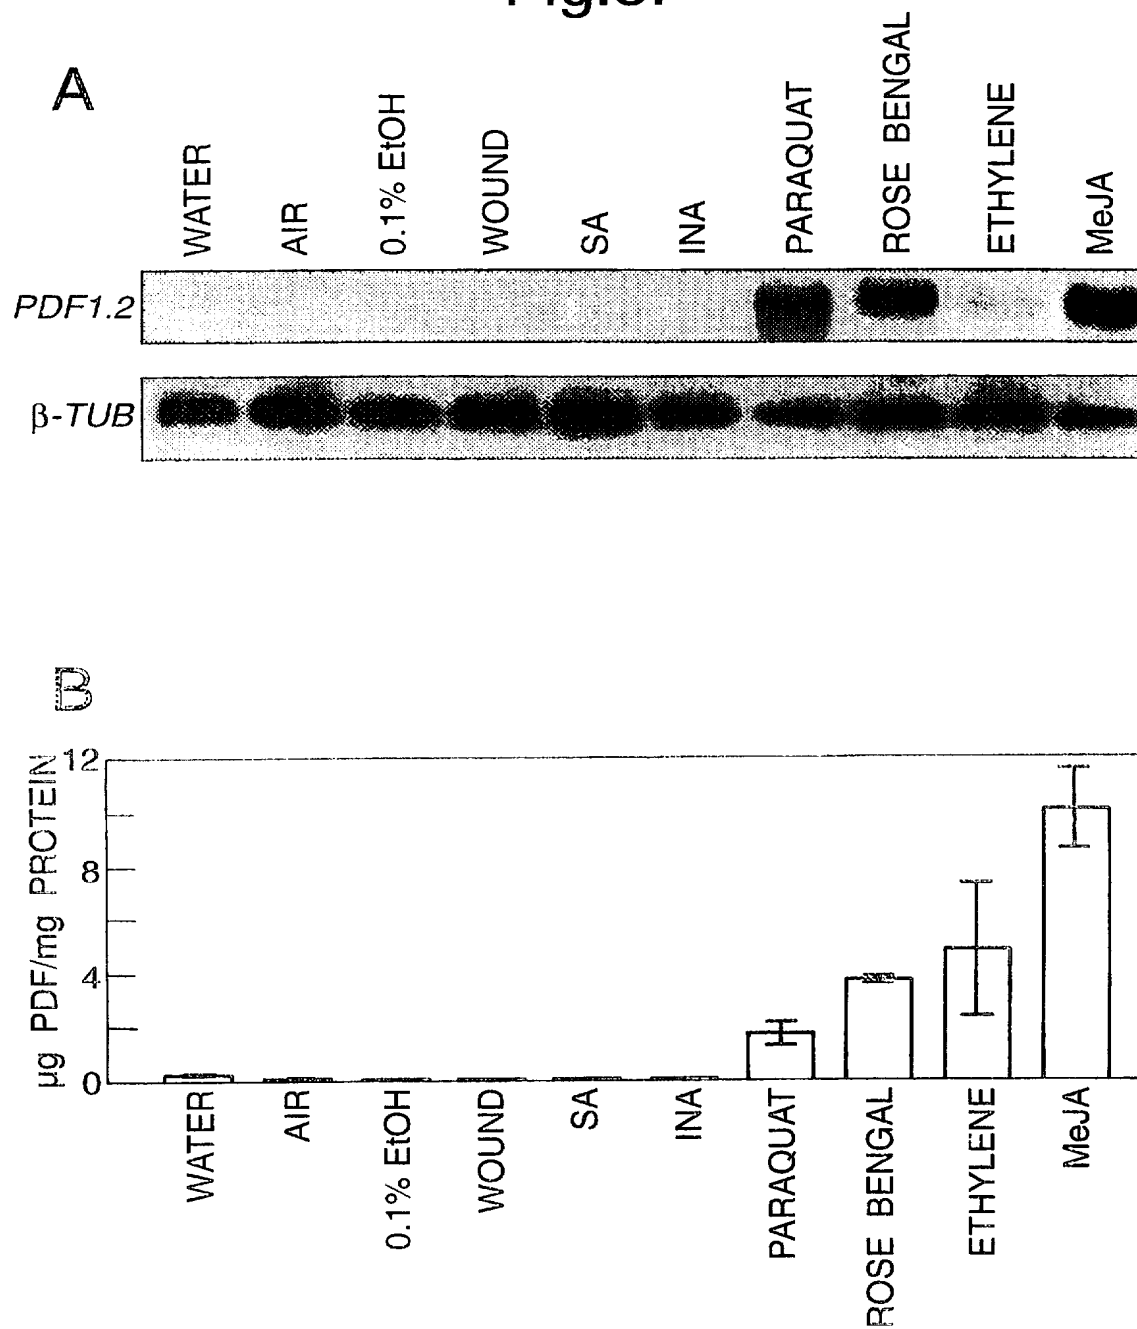 A
WATER
AIR
0.1% EtOH
WOUND
SA
INA
PARAQUAT
ROSE BENGAL
ETHYLENE
MeJA
PDF1.2
β-TUB
B
µg PDF/mg PROTEIN
12
8
4
0
WATER
AIR
0.1% EtOH
WOUND
SA
INA
PARAQUAT
ROSE BENGAL
ETHYLENE
MeJA